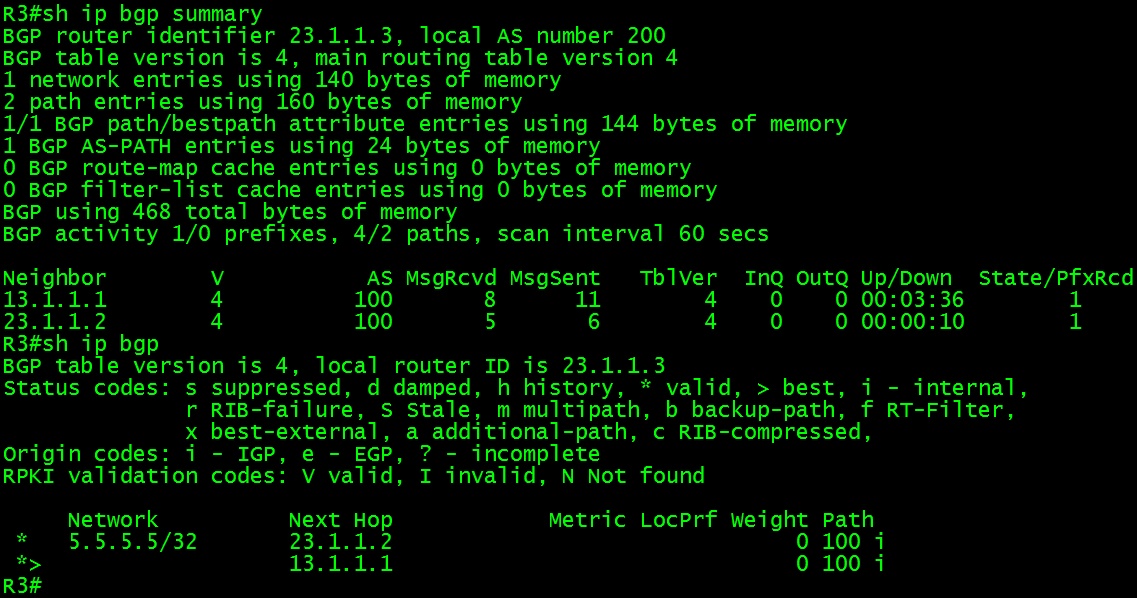 R3#sh ip bgp summary
BGP router identifier 23.1.1.3, local AS number 200
BGP table version is 4, main routing table version 4
1 network entries using 140 bytes of memory
2 path entries using 160 bytes of memory
1/1 BGP path/bestpath attribute entries using 144 bytes of memory
1 BGP AS-PATH entries using 24 bytes of memory
0 BGP route-map cache entries using 0 bytes of memory
0 BGP filter-list cache entries using 0 bytes of memory
BGP using 468 total bytes of memory
BGP activity 1/0 prefixes, 4/2 paths, scan interval 60 secs

Neighbor        V           AS MsgRcvd MsgSent   TblVer  InQ OutQ Up/Down  State/PfxRcd
13.1.1.1        4          100       8      11        4    0    0 00:03:36        1
23.1.1.2        4          100       5       6        4    0    0 00:00:10        1
R3#sh ip bgp
BGP table version is 4, local router ID is 23.1.1.3
Status codes: s suppressed, d damped, h history, * valid, > best, i - internal,
              r RIB-failure, S Stale, m multipath, b backup-path, f RT-Filter,
              x best-external, a additional-path, c RIB-compressed,
Origin codes: i - IGP, e - EGP, ? - incomplete
RPKI validation codes: V valid, I invalid, N Not found

     Network          Next Hop            Metric LocPrf Weight Path
 *   5.5.5.5/32       23.1.1.2                               0 100 i
 *>                   13.1.1.1                               0 100 i
R3#